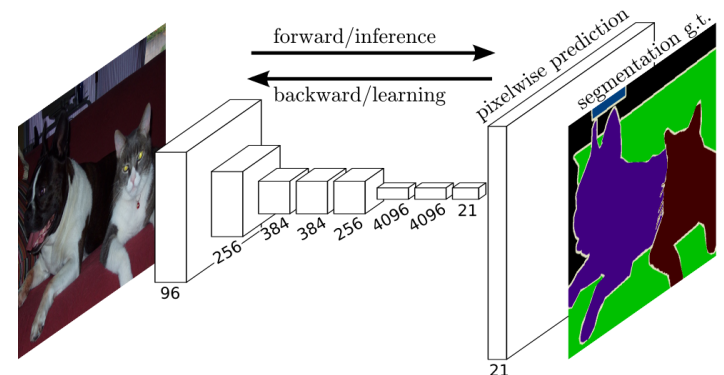 forward/inference
backward/learning
pixelwise prediction
segmentation g.t.
96
256
384
384
256
4096
4096
21
21